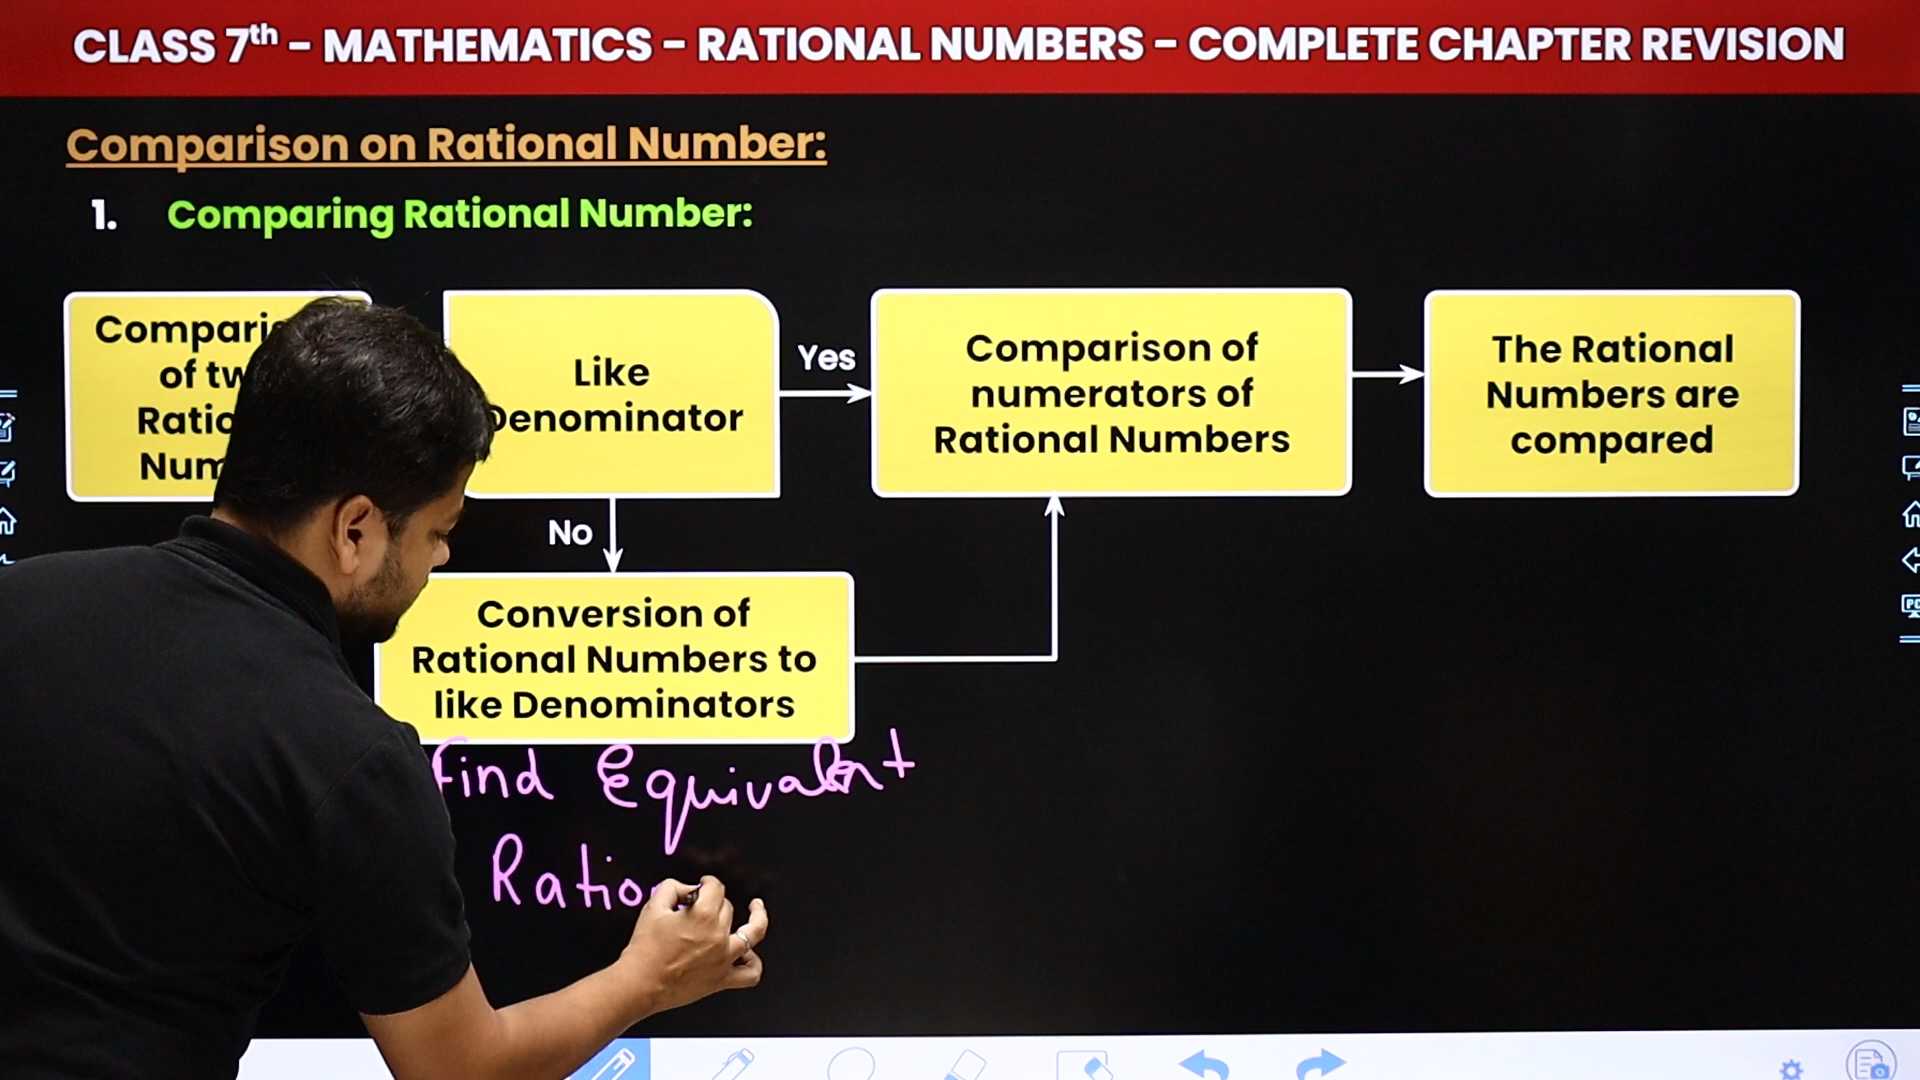 CLASS 7th - MATHEMATICS - RATIONAL NUMBERS - COMPLETE CHAPTER REVISION
Comparison on Rational Number:
1. Comparing Rational Number:
of
Like
Denominator
Yes
Comparison of
numerators of
Rational Numbers
The Rational
Numbers are
compared
No
Conversion of
Rational Numbers to
like Denominators
Find Equivalent